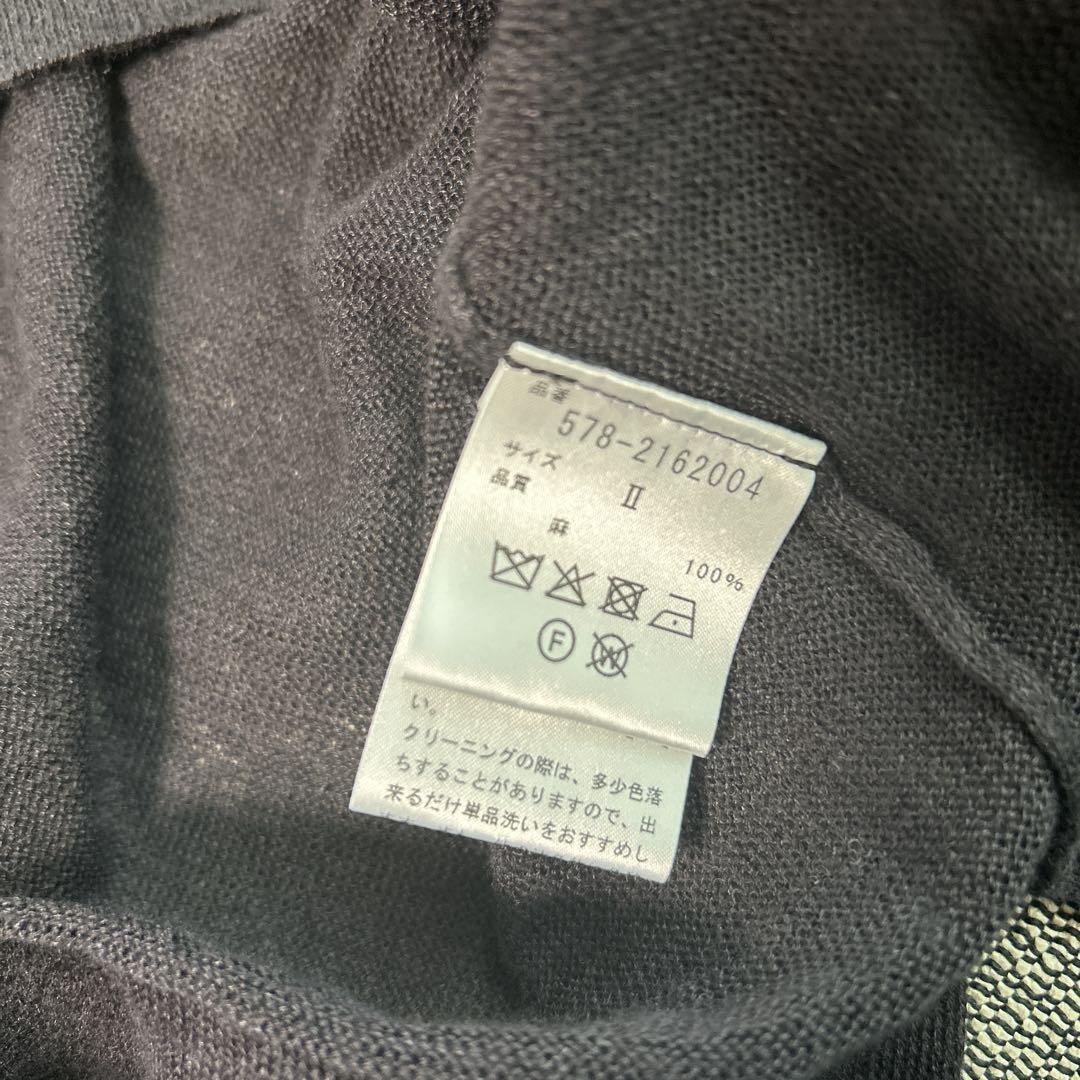 品番
578-2162004
サイズ
II
品質
麻
100%
F
W
い。
クリーニングの際は、多少色落
ちすることがありますので、出
来るだけ単品洗いをおすすめし